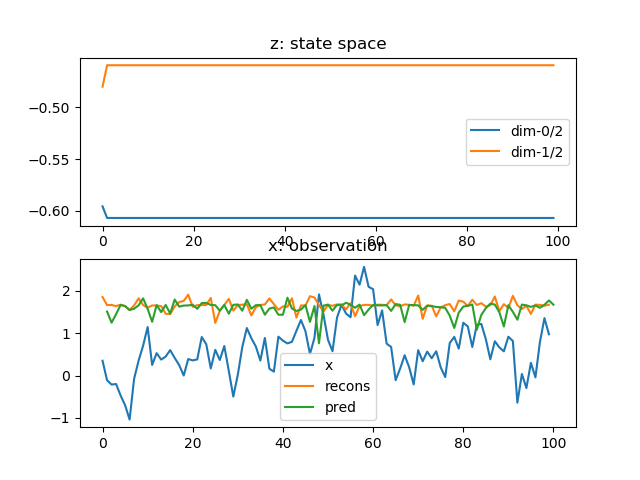 z: state space
−0.50
−0.55
−0.60
dim-0/2
dim-1/2
0
20
40
60
80
100
x: observation
2
1
0
−1
x
recons
pred
0
20
40
60
80
100